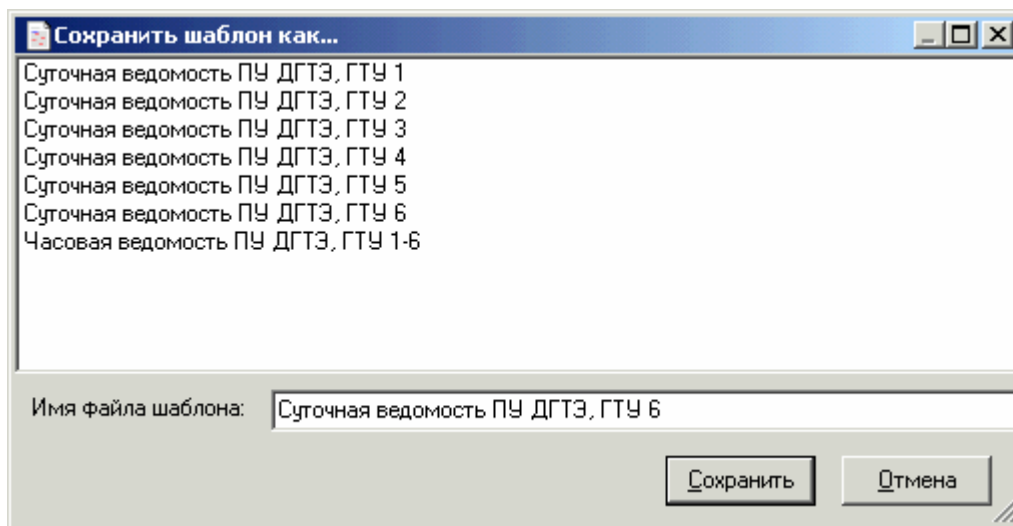 Сохранить шаблон как...
Суточная ведомость ПУ ДГТЭ, ГТУ 1
Суточная ведомость ПУ ДГТЭ, ГТУ 2
Суточная ведомость ПУ ДГТЭ, ГТУ 3
Суточная ведомость ПУ ДГТЭ, ГТУ 4
Суточная ведомость ПУ ДГТЭ, ГТУ 5
Суточная ведомость ПУ ДГТЭ, ГТУ 6
Часовая ведомость ПУ ДГТЭ, ГТУ 1-6
Имя файла шаблона: Суточная ведомость ПУ ДГТЭ, ГТУ 6
Сохранить Отмена